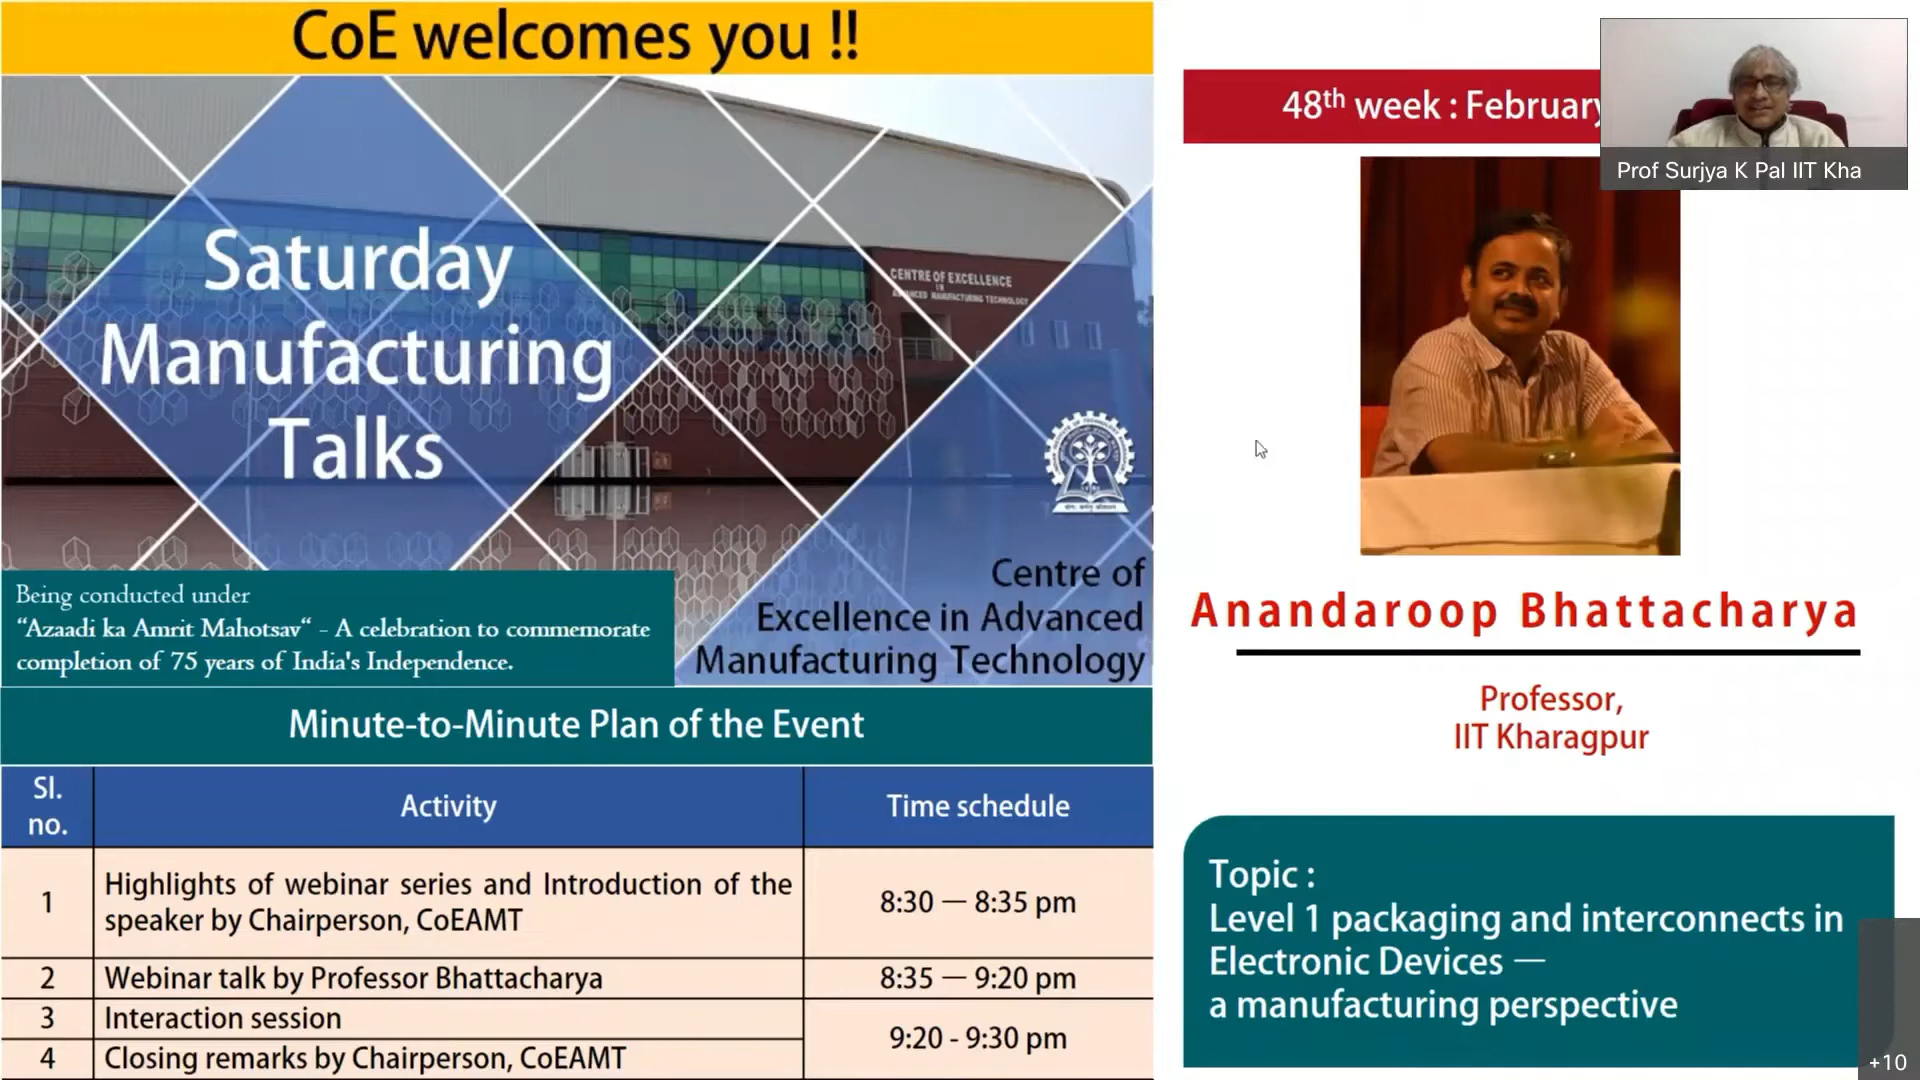 CoE welcomes you !!
Saturday
Manufacturing
Talks
CENTRE OF EXCELLENCE
IN
ADVANCED MANUFACTURING TECHNOLOGY
Being conducted under
“Azaadi ka Amrit Mahotsav“ - A celebration to commemorate
completion of 75 years of India's Independence.
Centre of
Excellence in Advanced
Manufacturing Technology
Minute-to-Minute Plan of the Event
Sl. no.
Activity
Time schedule
1
Highlights of webinar series and Introduction of the
speaker by Chairperson, CoEAMT
8:30 — 8:35 pm
2
Webinar talk by Professor Bhattacharya
8:35 — 9:20 pm
3
Interaction session
4
Closing remarks by Chairperson, CoEAMT
9:20 - 9:30 pm
48th week : February
Prof Surjya K Pal IIT Kha
Anandaroop Bhattacharya
Professor,
IIT Kharagpur
Topic :
Level 1 packaging and interconnects in
Electronic Devices —
a manufacturing perspective
+10